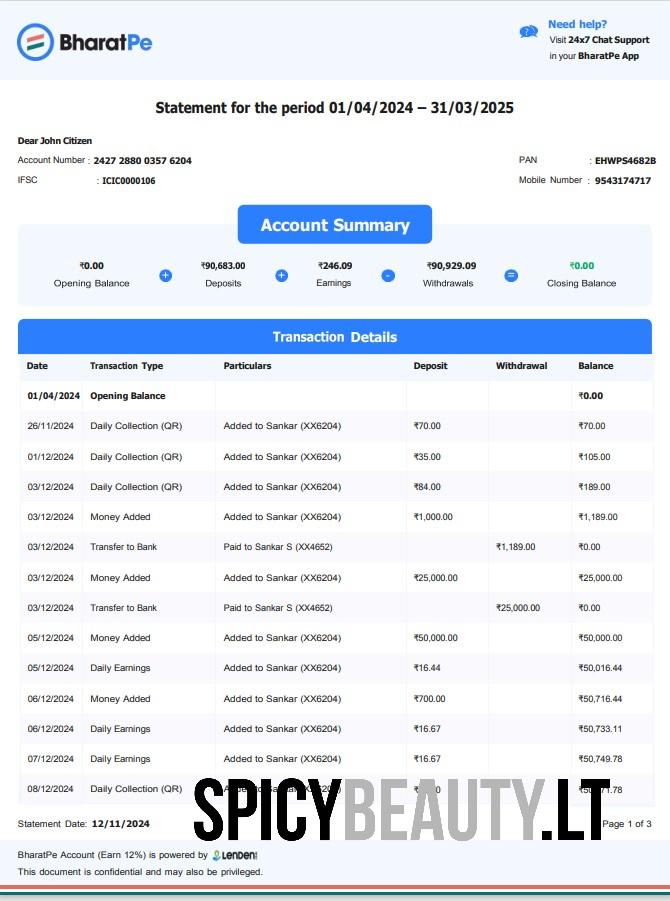 BharatPe
Need help?
Visit 24x7 Chat Support
in your BharatPe App
Statement for the period 01/04/2024 – 31/03/2025
Dear John Citizen
Account Number : 2427 2880 0357 6204 PAN : EHWPS4682B
IFSC : ICIC0000106 Mobile Number : 9543174717
Account Summary
₹0.00 + ₹90,683.00 + ₹246.09 - ₹90,929.09 = ₹0.00
Opening Balance Deposits Earnings Withdrawals Closing Balance
Transaction Details
Date Transaction Type Particulars Deposit Withdrawal Balance
01/04/2024 Opening Balance ₹0.00
26/11/2024 Daily Collection (QR) Added to Sankar (XX6204) ₹70.00 ₹70.00
01/12/2024 Daily Collection (QR) Added to Sankar (XX6204) ₹35.00 ₹105.00
03/12/2024 Daily Collection (QR) Added to Sankar (XX6204) ₹84.00 ₹189.00
03/12/2024 Money Added Added to Sankar (XX6204) ₹1,000.00 ₹1,189.00
03/12/2024 Transfer to Bank Paid to Sankar S (XX4652) ₹1,189.00 ₹0.00
03/12/2024 Money Added Added to Sankar (XX6204) ₹25,000.00 ₹25,000.00
03/12/2024 Transfer to Bank Paid to Sankar S (XX4652) ₹25,000.00 ₹0.00
05/12/2024 Money Added Added to Sankar (XX6204) ₹50,000.00 ₹50,000.00
05/12/2024 Daily Earnings Added to Sankar (XX6204) ₹16.44 ₹50,016.44
06/12/2024 Money Added Added to Sankar (XX6204) ₹700.00 ₹50,716.44
06/12/2024 Daily Earnings Added to Sankar (XX6204) ₹16.67 ₹50,733.11
07/12/2024 Daily Earnings Added to Sankar (XX6204) ₹16.67 ₹50,749.78
08/12/2024 Daily Collection (QR)
SPICYBEAUTY.LT
Statement Date: 12/11/2024 Page 1 of 3
BharatPe Account (Earn 12%) is powered by LENDEN
This document is confidential and may also be privileged.